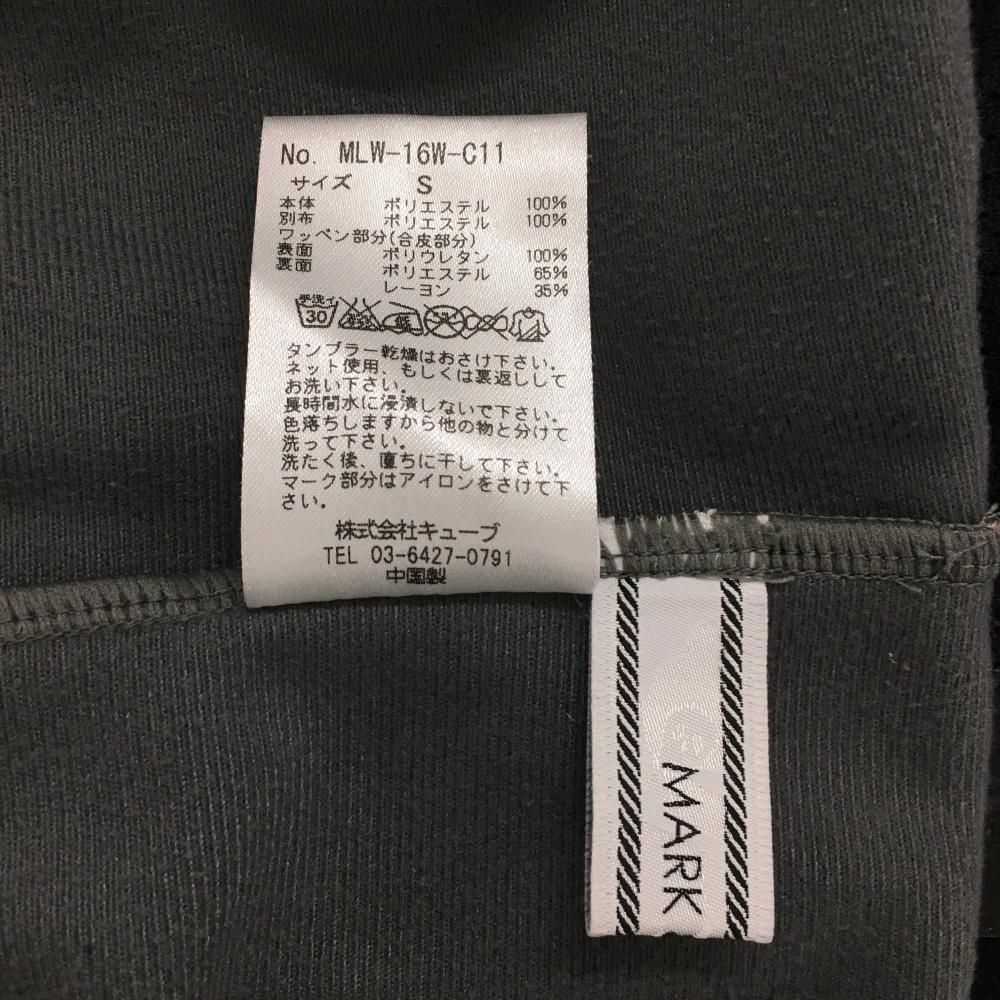 No. MLW-16W-C11
サイズ S
本体 ポリエステル 100%
別布 ポリエステル 100%
ワッペン部分(合皮部分)
表面 ポリウレタン 100%
裏面 ポリエステル 65%
レーヨン 35%
手洗イ
30
低
タンブラー乾燥はおさけ下さい。
ネット使用、もしくは裏返しして
お洗い下さい。
長時間水に浸漬しないで下さい。
色落ちしますから他の物と分けて
洗って下さい。
洗たく後、直ちに干して下さい。
マーク部分はアイロンをさけて下
さい。
株式会社キューブ
TEL 03-6427-0791
中国製
MARK